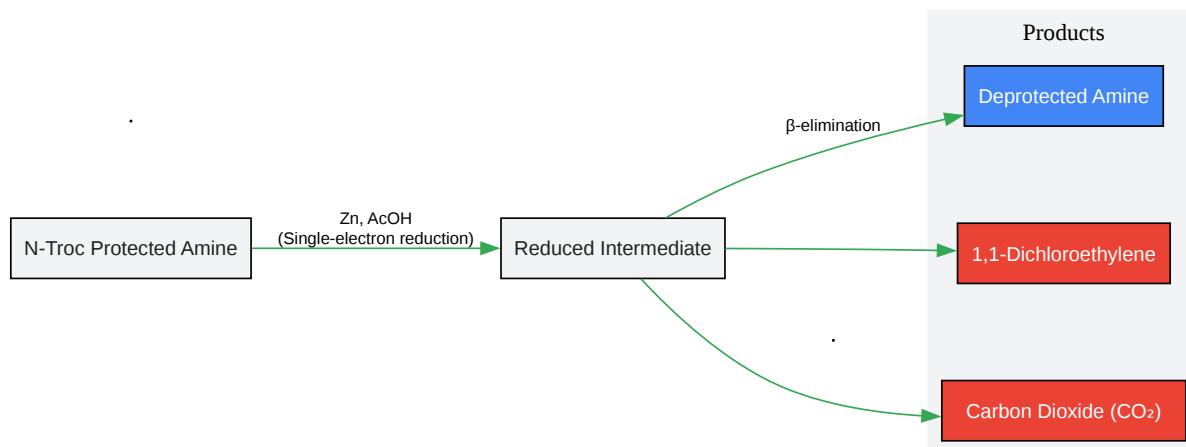 Products
Deprotected Amine
β-elimination
N-Troc Protected Amine
Zn, AcOH
(Single-electron reduction)
Reduced Intermediate
1,1-Dichloroethylene
Carbon Dioxide (CO₂)